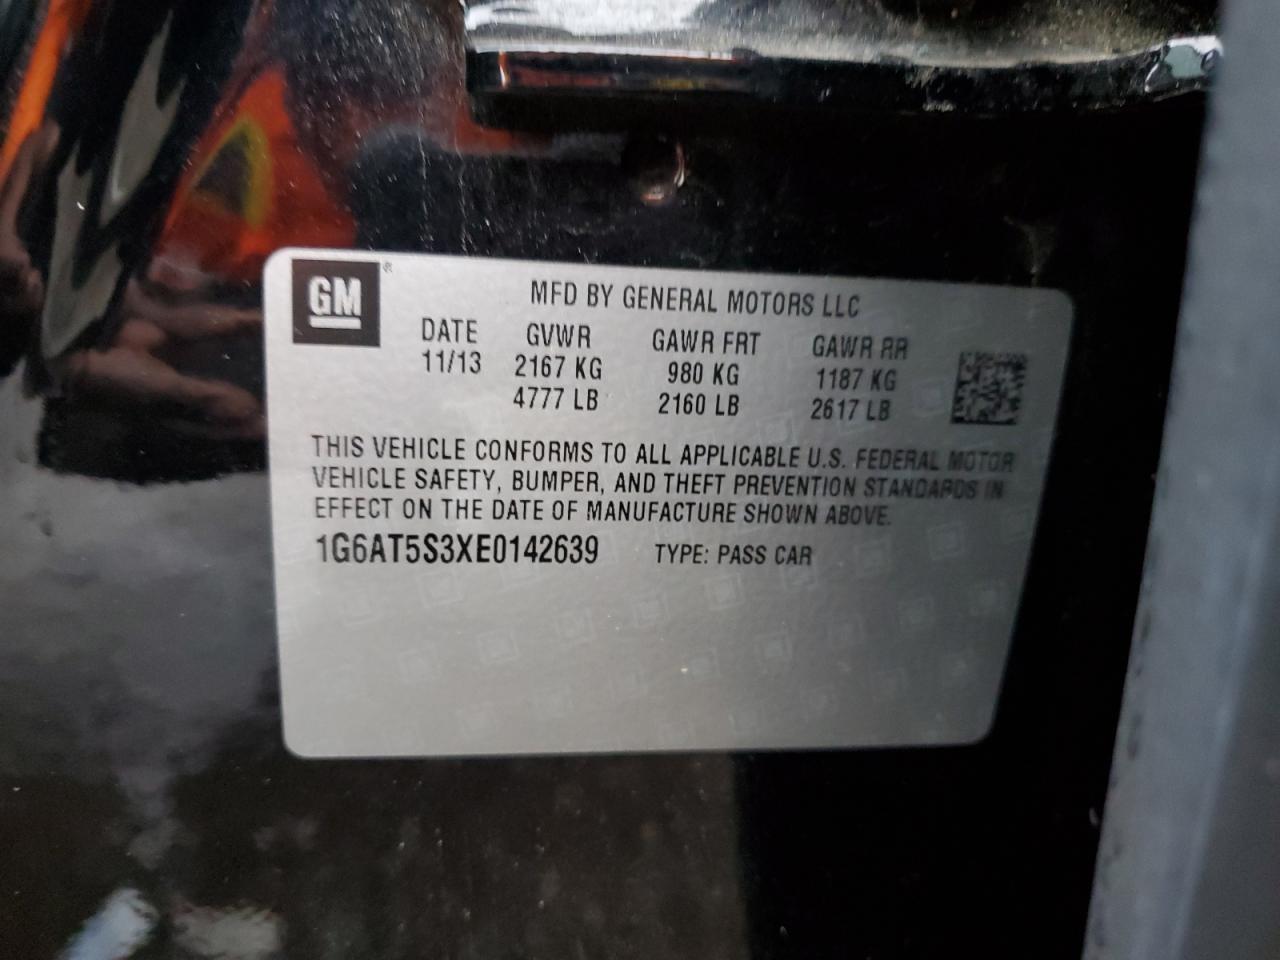 GM ®
MFD BY GENERAL MOTORS LLC
DATE GVWR GAWR FRT GAWR RR
11/13 2167 KG 980 KG 1187 KG
4777 LB 2160 LB 2617 LB
THIS VEHICLE CONFORMS TO ALL APPLICABLE U.S. FEDERAL MOTOR
VEHICLE SAFETY, BUMPER, AND THEFT PREVENTION STANDARDS IN
EFFECT ON THE DATE OF MANUFACTURE SHOWN ABOVE.
1G6AT5S3XE0142639 TYPE: PASS CAR